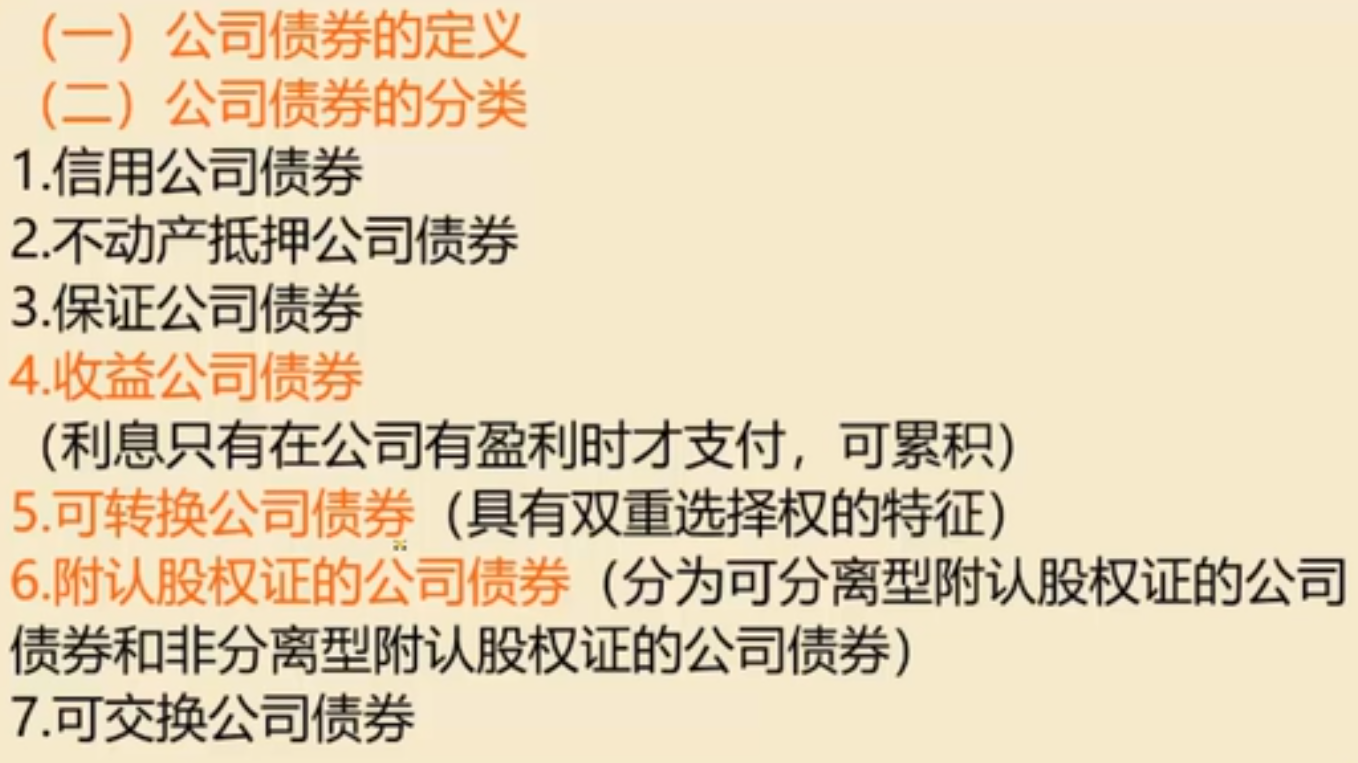 （一）公司债券的定义
（二）公司债券的分类
1.信用公司债券
2.不动产抵押公司债券
3.保证公司债券
4.收益公司债券
（利息只有在公司有盈利时才支付，可累积）
5.可转换公司债券（具有双重选择权的特征）
6.附认股权证的公司债券（分为可分离型附认股权证的公司
债券和非分离型附认股权证的公司债券）
7.可交换公司债券